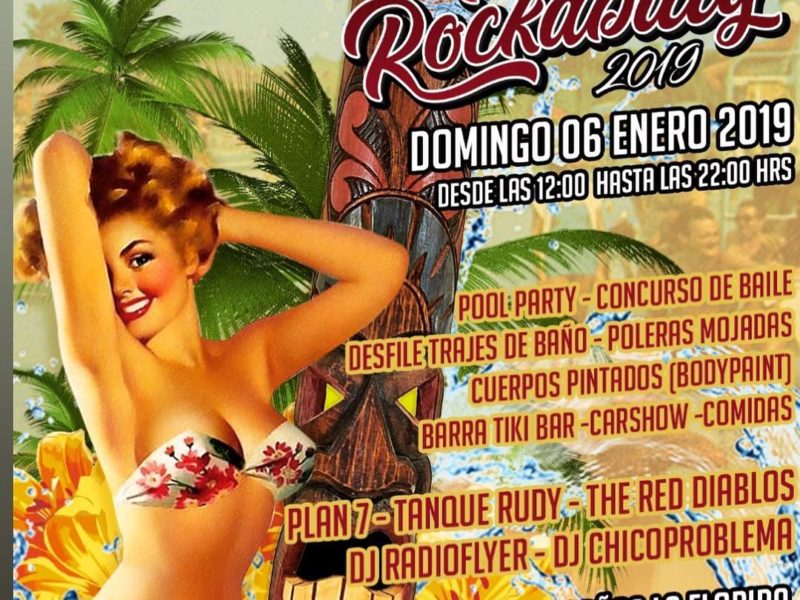 Rockabilly
2019
DOMINGO 06 ENERO 2019
DESDE LAS 12:00 HASTA LAS 22:00 HRS
POOL PARTY - CONCURSO DE BAILE
DESFILE TRAJES DE BAÑO - POLERAS MOJADAS
CUERPOS PINTADOS (BODYPAINT)
BARRA TIKI BAR -CARSHOW -COMIDAS
PLAN 7 - TANQUE RUDY - THE RED DIABLOS
DJ RADIOFLYER - DJ CHICOPROBLEMA